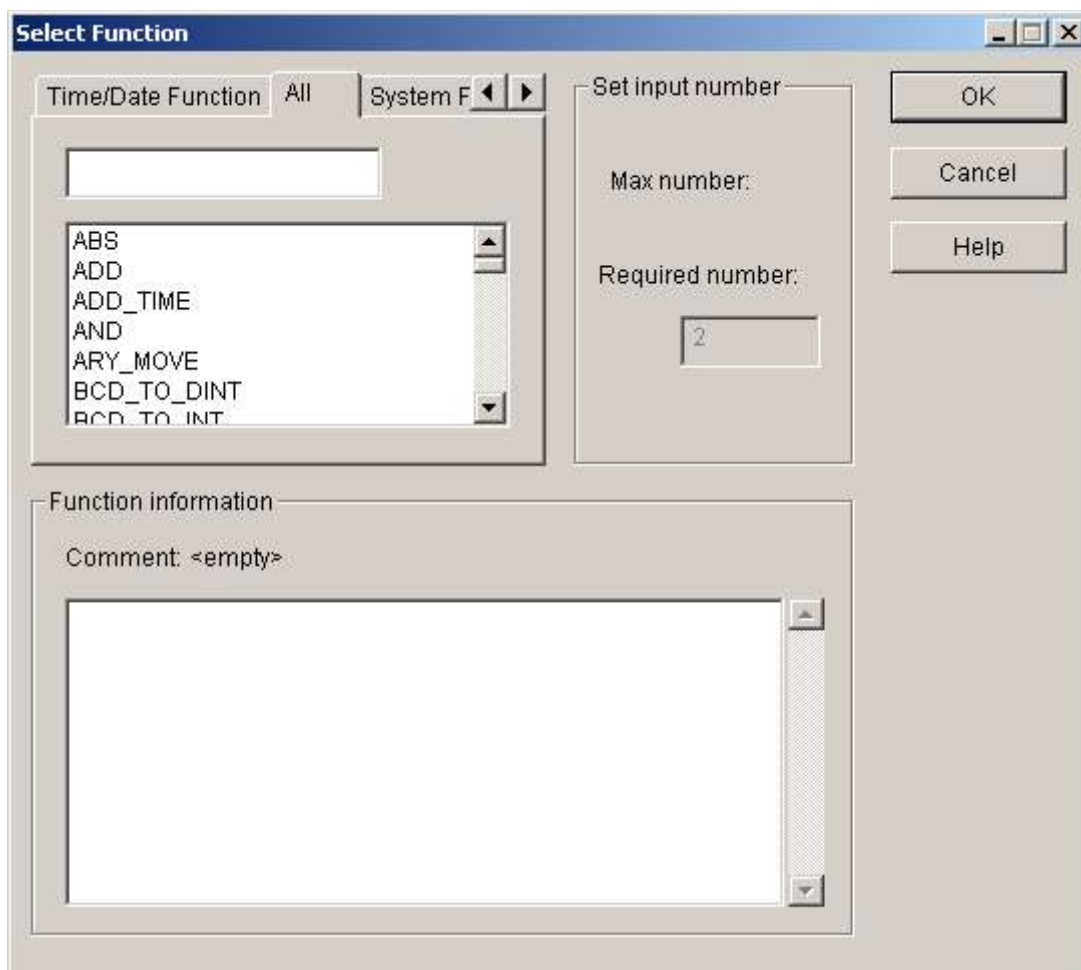 Select Function
Time/Date Function
All
System F
Set input number
OK
Cancel
Help
Max number:
Required number:
2
ABS
ADD
ADD_TIME
AND
ARY_MOVE
BCD_TO_DINT
BCD_TO_INT
Function information
Comment: <empty>